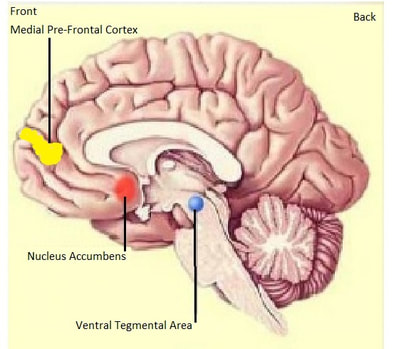 Front
Back
Medial Pre-Frontal Cortex
Nucleus Accumbens
Ventral Tegmental Area